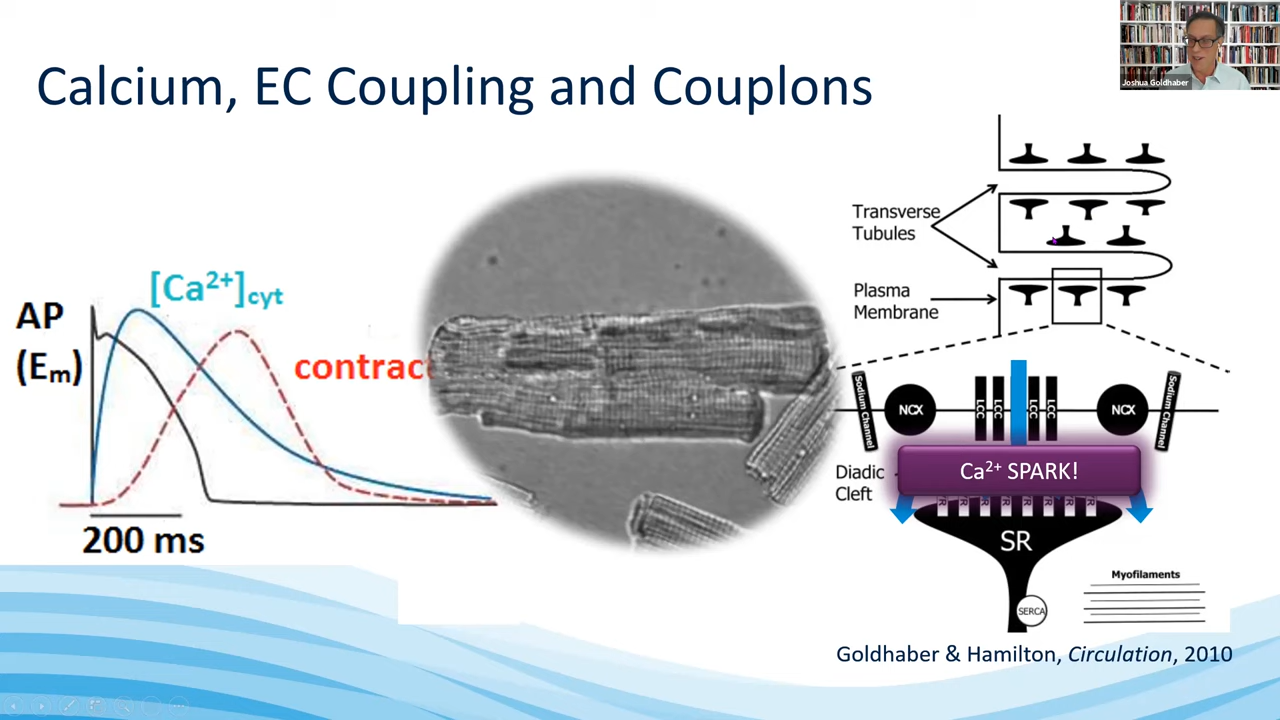 Calcium, EC Coupling and Couplons
Joshua Goldhaber
AP
(Em)
[Ca²⁺]cyt
contract
200 ms
Transverse
Tubules
Plasma
Membrane
Sodium Channel
NCX
LCC
LCC
LCC
LCC
NCX
Sodium Channel
Diadic
Cleft
Ca²⁺ SPARK!
SR
SERCA
Myofilaments
Goldhaber & Hamilton, Circulation, 2010